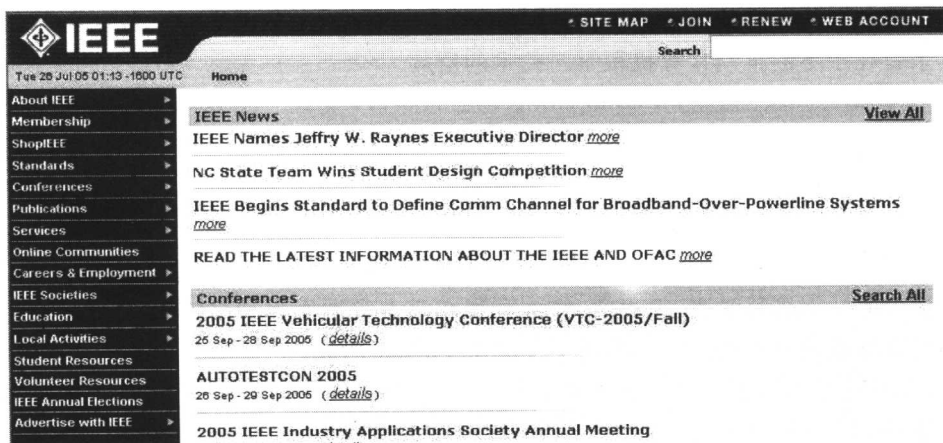 SITE MAP JOIN RENEW WEB ACCOUNT
IEEE
Search
Tue 26 Jul 05 01:13 -1600 UTC Home
About IEEE
Membership
ShopIEEE
Standards
Conferences
Publications
Services
Online Communities
Careers & Employment
IEEE Societies
Education
Local Activities
Student Resources
Volunteer Resources
IEEE Annual Elections
Advertise with IEEE
IEEE News View All
IEEE Names Jeffry W. Raynes Executive Director more
NC State Team Wins Student Design Competition more
IEEE Begins Standard to Define Comm Channel for Broadband-Over-Powerline Systems
more
READ THE LATEST INFORMATION ABOUT THE IEEE AND OFAC more
Conferences Search All
2005 IEEE Vehicular Technology Conference (VTC-2005/Fall)
25 Sep - 28 Sep 2005 (details)
AUTOTESTCON 2005
26 Sep - 29 Sep 2005 (details)
2005 IEEE Industry Applications Society Annual Meeting